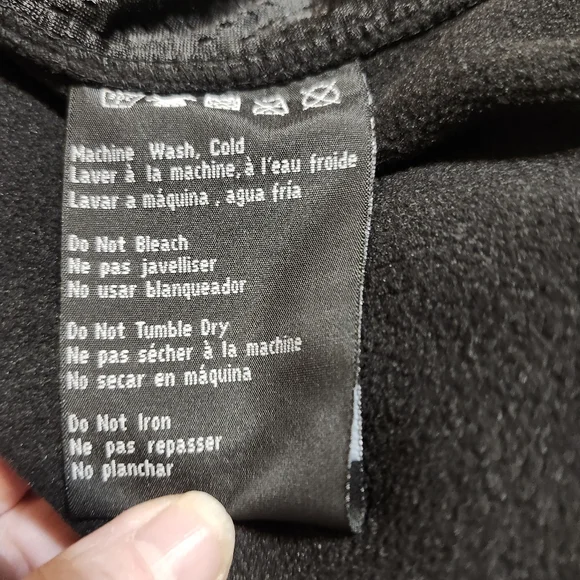 Machine Wash, Cold
Laver à la machine, à l'eau froide
Lavar a máquina, agua fría
Do Not Bleach
Ne pas javelliser
No usar blanqueador
Do Not Tumble Dry
Ne pas sécher à la machine
No secar en máquina
Do Not Iron
Ne pas repasser
No planchar